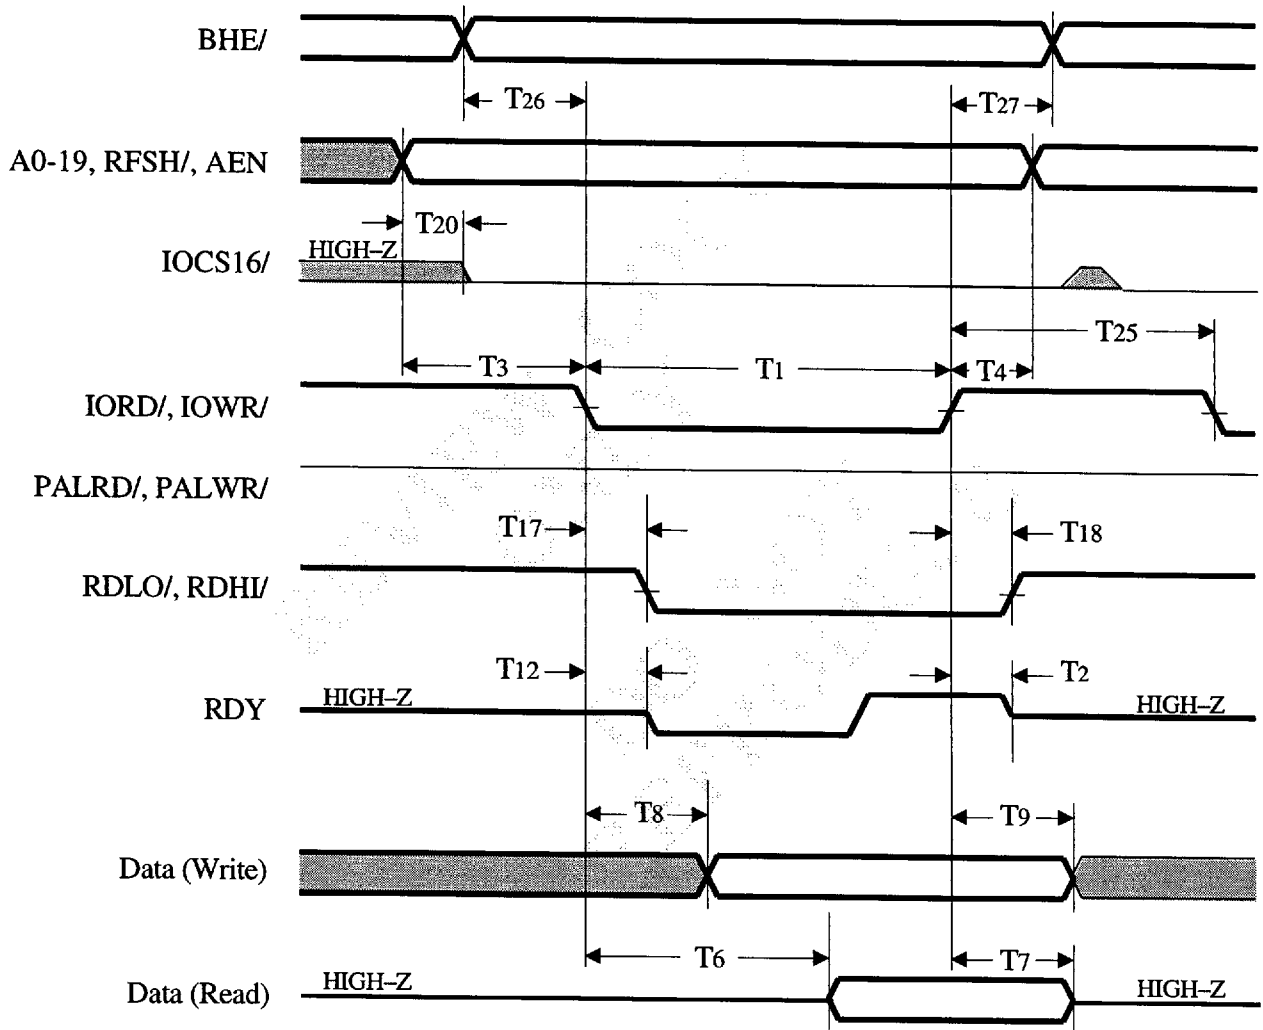 BHE/
T26
T27
A0-19, RFSH/, AEN
T20
HIGH–Z
IOCS16/
T25
T3
T1
T4
IORD/, IOWR/
PALRD/, PALWR/
T17
T18
RDLO/, RDHI/
T12
T2
HIGH–Z
HIGH–Z
RDY
T8
T9
Data (Write)
T6
T7
HIGH–Z
HIGH–Z
Data (Read)